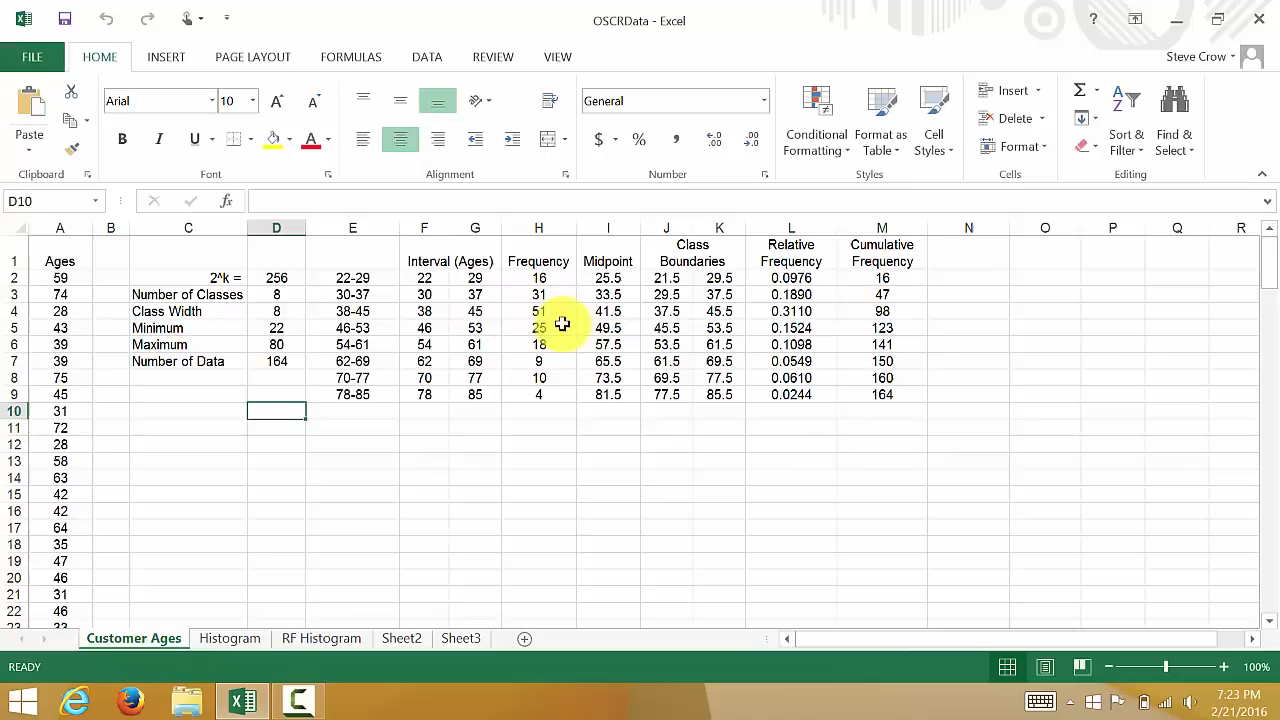 OSCRData - Excel
FILE HOME INSERT PAGE LAYOUT FORMULAS DATA REVIEW VIEW Steve Crow
Paste Arial 10 General Conditional Formatting Format as Table Cell Styles Insert Delete Format Sort & Filter Find & Select
Clipboard Font Alignment Number Styles Cells Editing
D10 fx
A B C D E F G H I J K L M N O P Q R
Class Relative Cumulative
1 Ages Interval (Ages) Frequency Midpoint Boundaries Frequency Frequency
2 59 2^k = 256 22-29 22 29 16 25.5 21.5 29.5 0.0976 16
3 74 Number of Classes 8 30-37 30 37 31 33.5 29.5 37.5 0.1890 47
4 28 Class Width 8 38-45 38 45 51 41.5 37.5 45.5 0.3110 98
5 43 Minimum 22 46-53 46 53 25 49.5 45.5 53.5 0.1524 123
6 39 Maximum 80 54-61 54 61 18 57.5 53.5 61.5 0.1098 141
7 39 Number of Data 164 62-69 62 69 9 65.5 61.5 69.5 0.0549 150
8 75 70-77 70 77 10 73.5 69.5 77.5 0.0610 160
9 45 78-85 78 85 4 81.5 77.5 85.5 0.0244 164
10 31
11 72
12 28
13 58
14 63
15 42
16 42
17 64
18 35
19 47
20 46
21 31
22 46
Customer Ages Histogram RF Histogram Sheet2 Sheet3
READY 100%
7:23 PM
2/21/2016